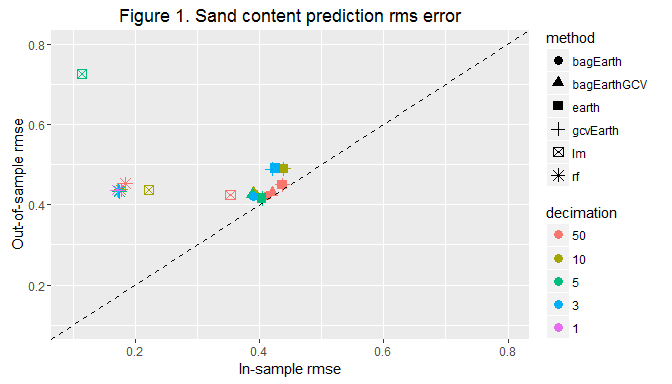 Figure 1. Sand content prediction rms error
Out-of-sample rmse
0.8
0.6
0.4
0.2
0.2 0.4 0.6 0.8
In-sample rmse
method
bagEarth
bagEarthGCV
earth
gcvEarth
lm
rf
decimation
50
10
5
3
1